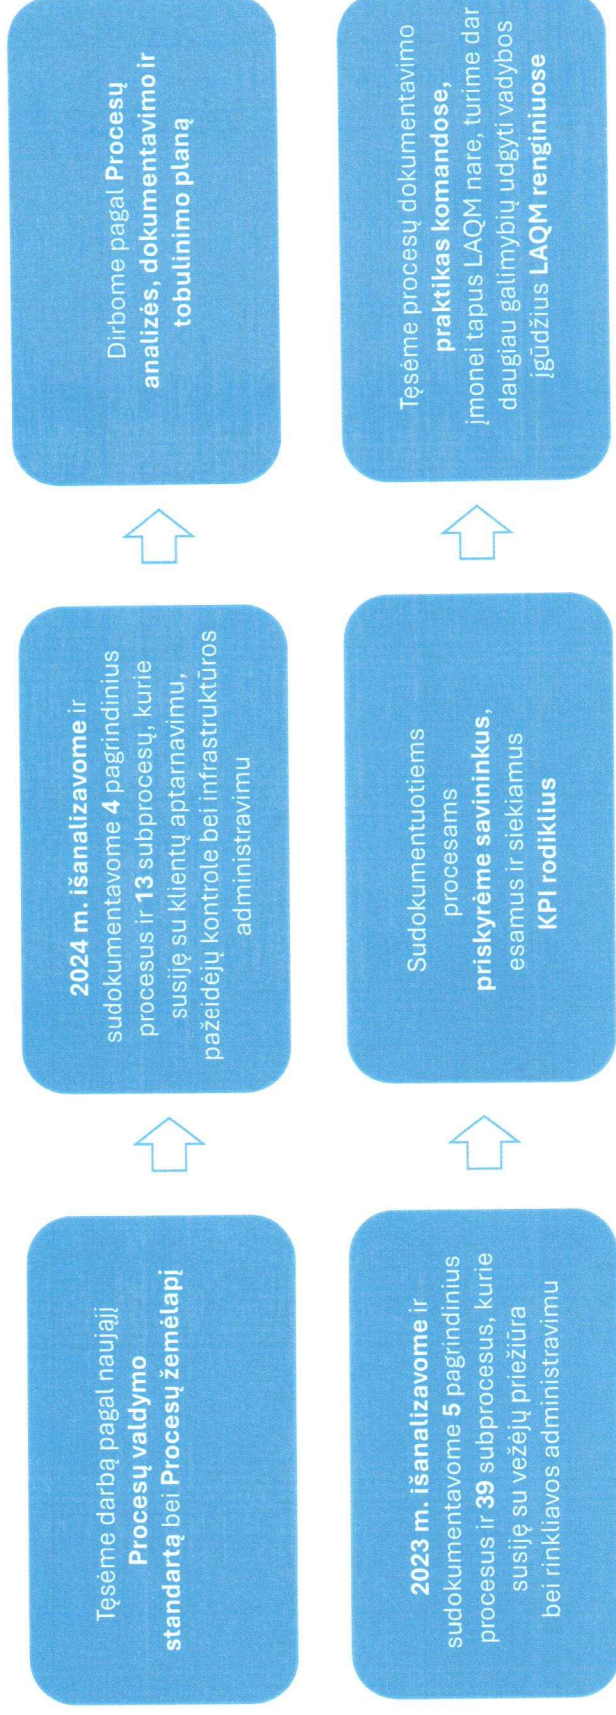 Tęsėme darbą pagal naująjį
Procesų valdymo
standartą bei Procesų žemėlapį
2024 m. išanalizavome ir
sudokumentavome 4 pagrindinius
procesus ir 13 subprocesų, kurie
susiję su klientų aptarnavimu,
pažeidėjų kontrole bei infrastruktūros
administravimu
Dirbome pagal Procesų
analizės, dokumentavimo ir
tobulinimo planą
2023 m. išanalizavome ir
sudokumentavome 5 pagrindinius
procesus ir 39 subprocesus, kurie
susiję su vežėjų priežiūra
bei rinkliavos administravimu
Sudokumentuotiems
procesams
priskyrėme savininkus,
esamus ir siekiamus
KPI rodiklius
Tęsėme procesų dokumentavimo
praktikas komandose,
įmonei tapus LAQM nare, turime dar
daugiau galimybių udgyti vadybos
įgūdžius LAQM renginiuose